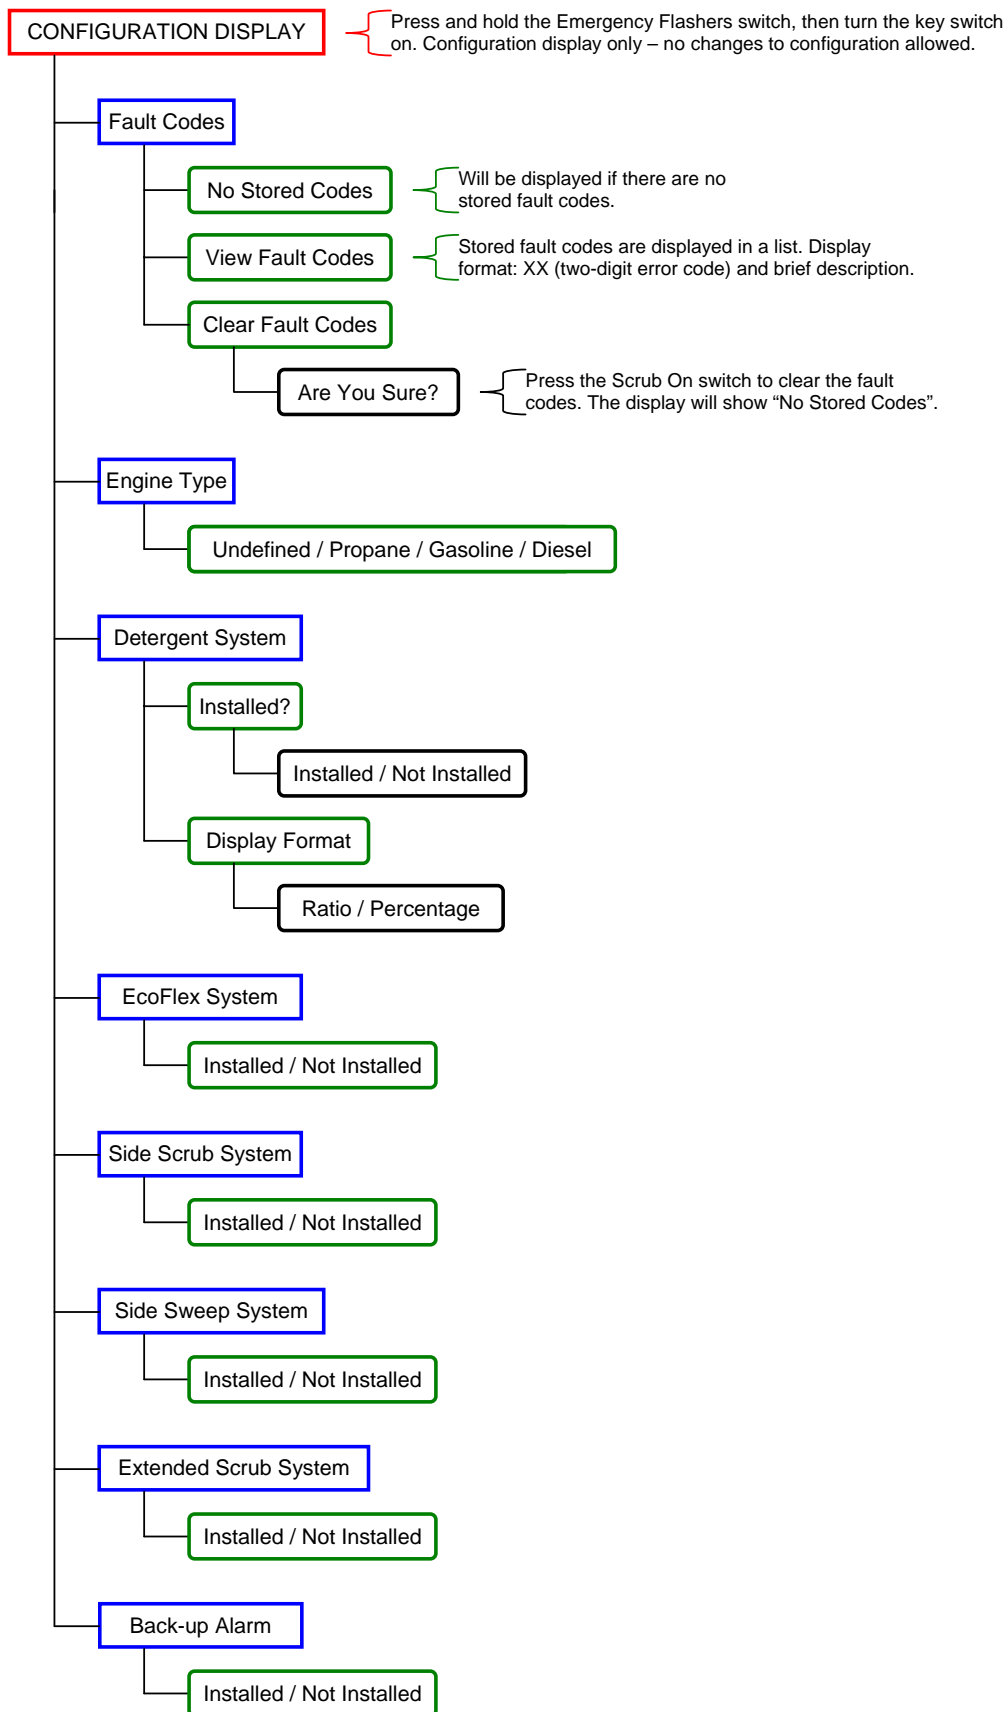 CONFIGURATION DISPLAY
Press and hold the Emergency Flashers switch, then turn the key switch
on. Configuration display only – no changes to configuration allowed.
Fault Codes
No Stored Codes
Will be displayed if there are no
stored fault codes.
View Fault Codes
Stored fault codes are displayed in a list. Display
format: XX (two-digit error code) and brief description.
Clear Fault Codes
Are You Sure?
Press the Scrub On switch to clear the fault
codes. The display will show “No Stored Codes”.
Engine Type
Undefined / Propane / Gasoline / Diesel
Detergent System
Installed?
Installed / Not Installed
Display Format
Ratio / Percentage
EcoFlex System
Installed / Not Installed
Side Scrub System
Installed / Not Installed
Side Sweep System
Installed / Not Installed
Extended Scrub System
Installed / Not Installed
Back-up Alarm
Installed / Not Installed